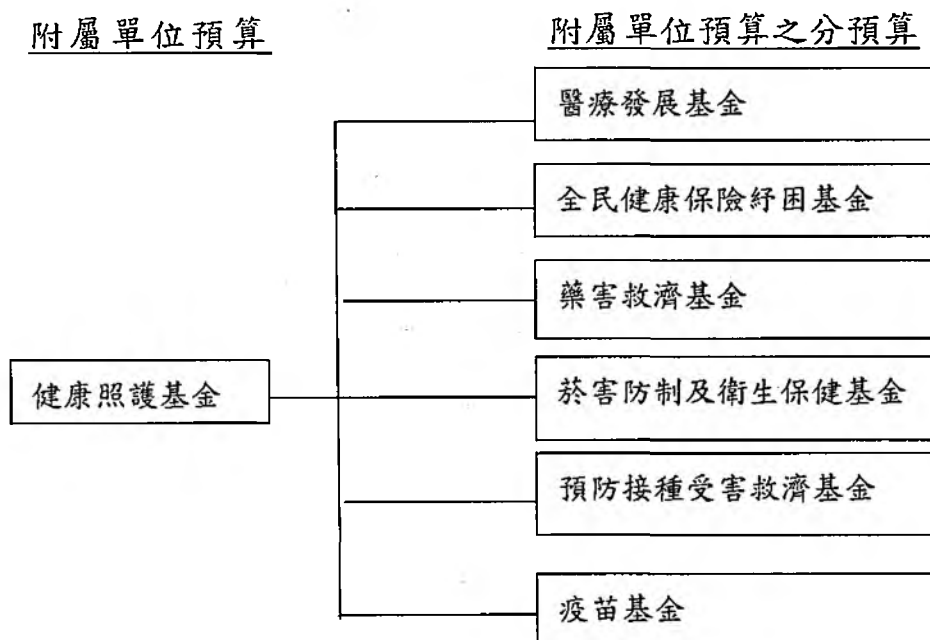 附屬單位預算
附屬單位預算之分預算
醫療發展基金
全民健康保險紓困基金
藥害救濟基金
健康照護基金
菸害防制及衛生保健基金
預防接種受害救濟基金
疫苗基金